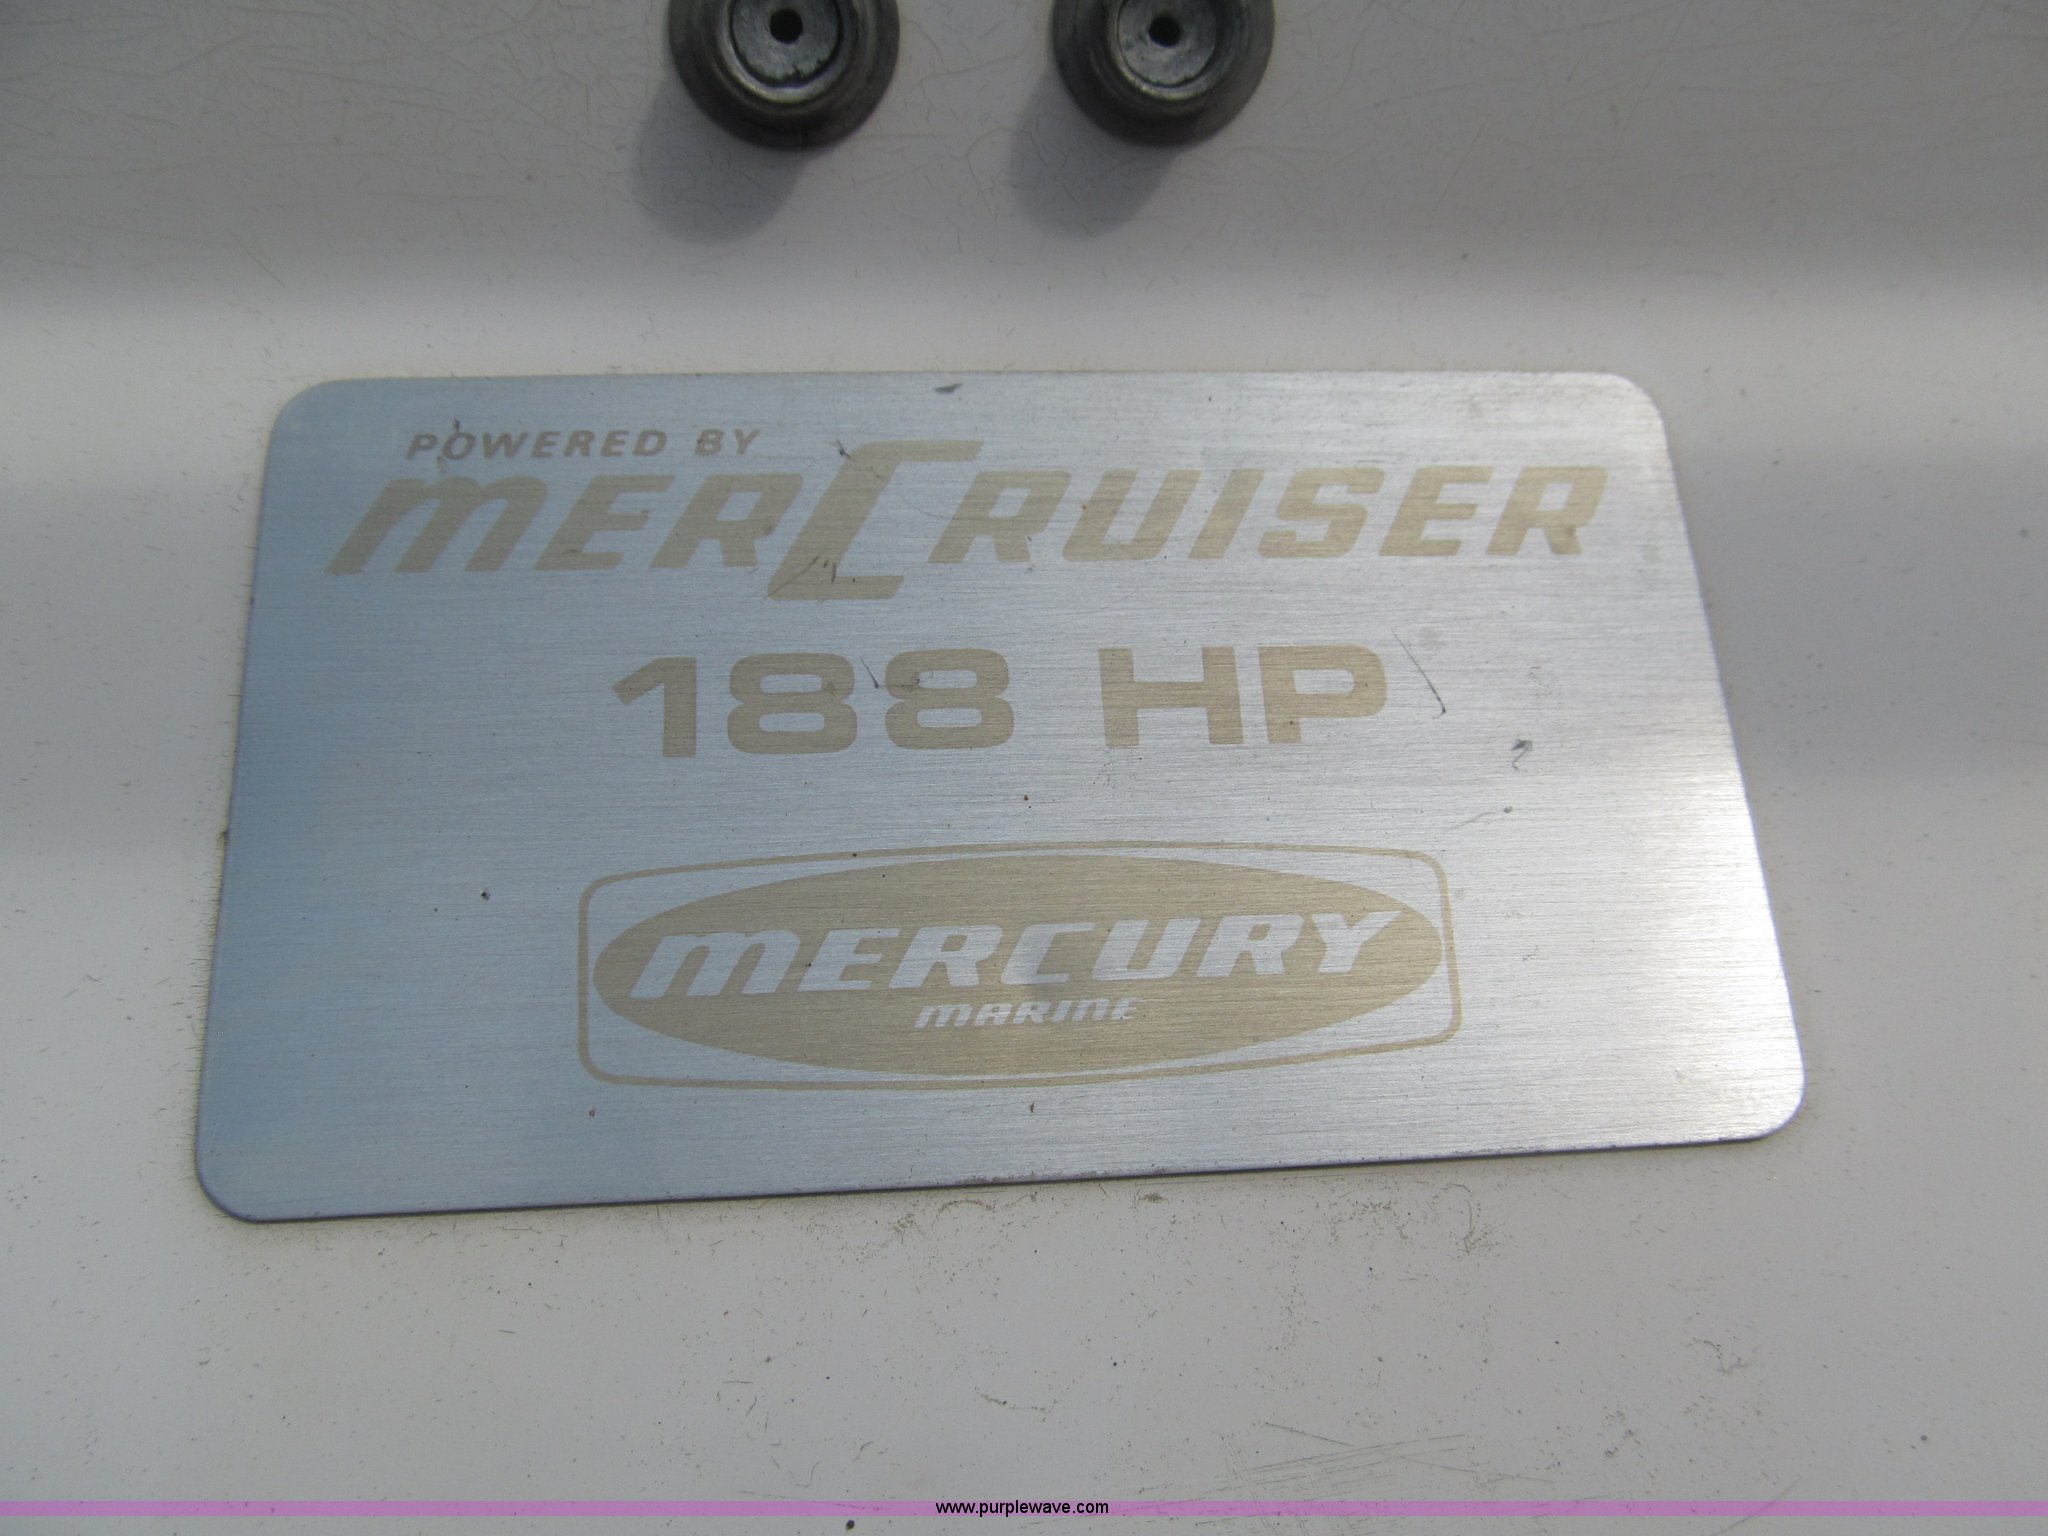 POWERED BY
MERCRUISER
188 HP
MERCURY
MARINE
www.purplewave.com